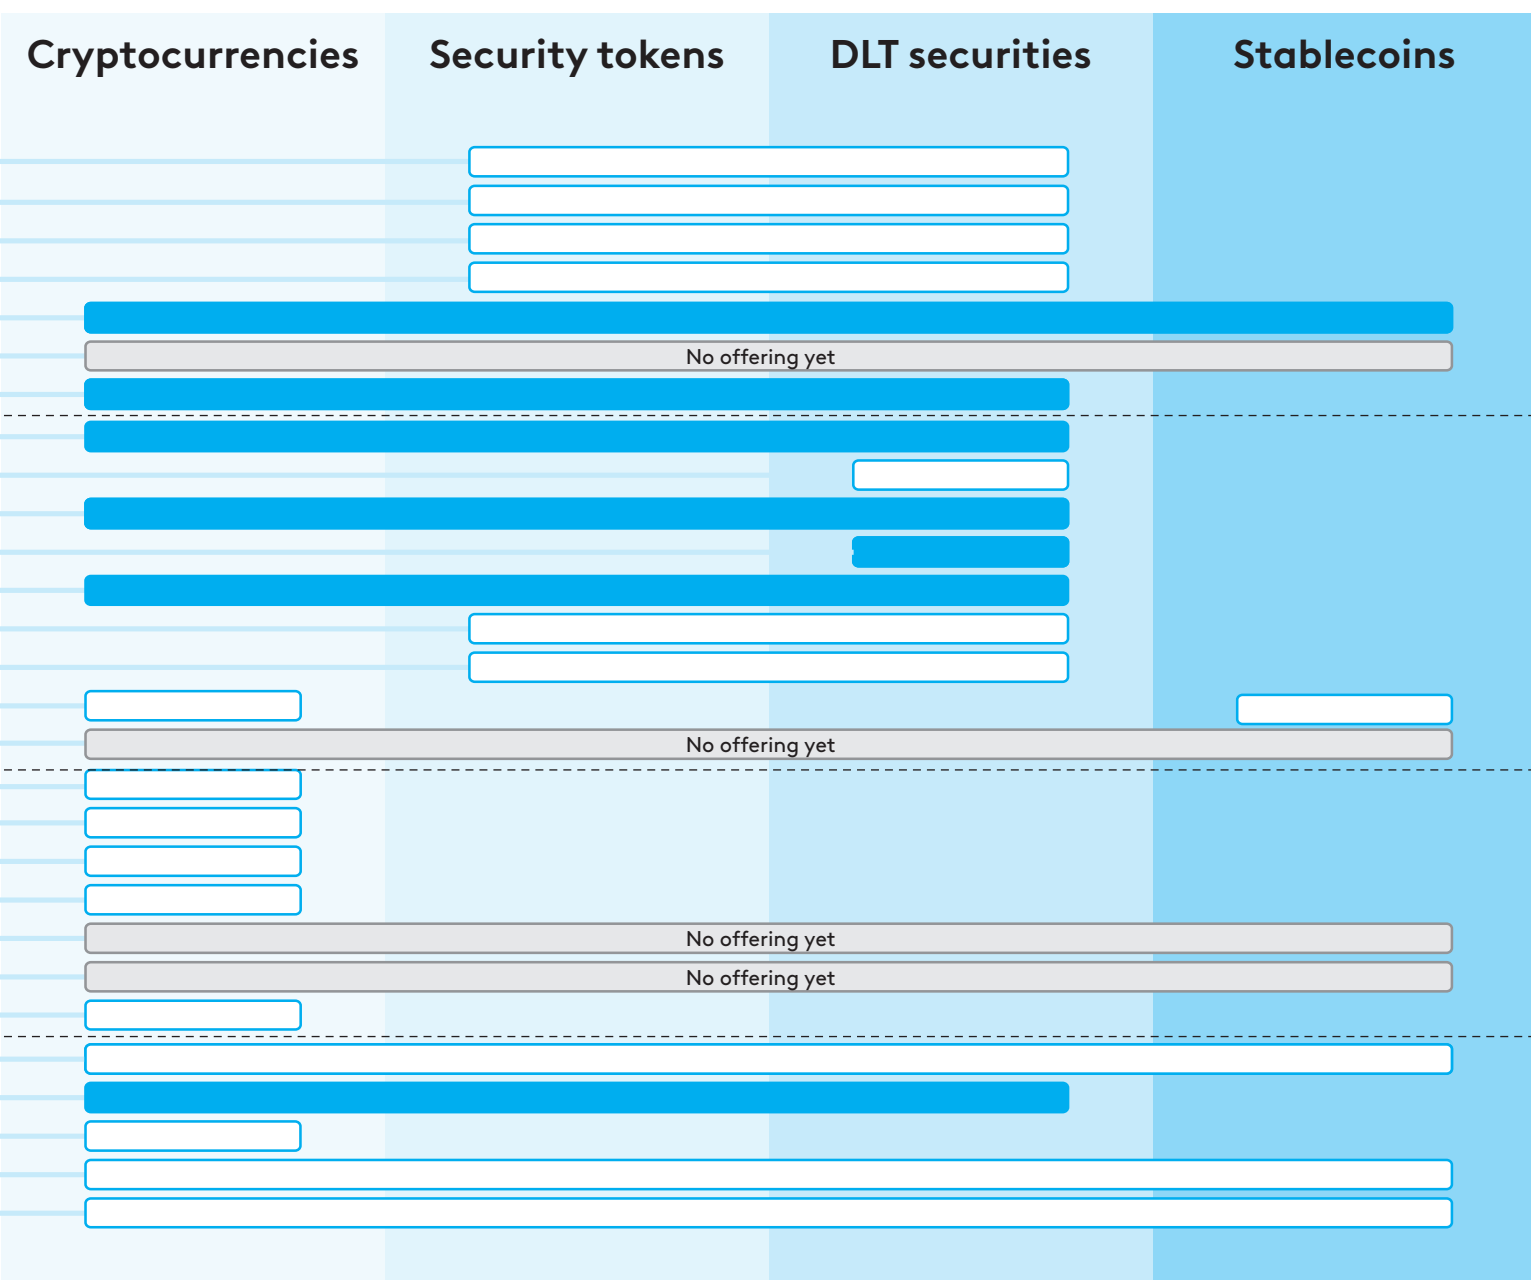 Cryptocurrencies
Security tokens
DLT securities
Stablecoins
No offering yet
No offering yet
No offering yet
No offering yet